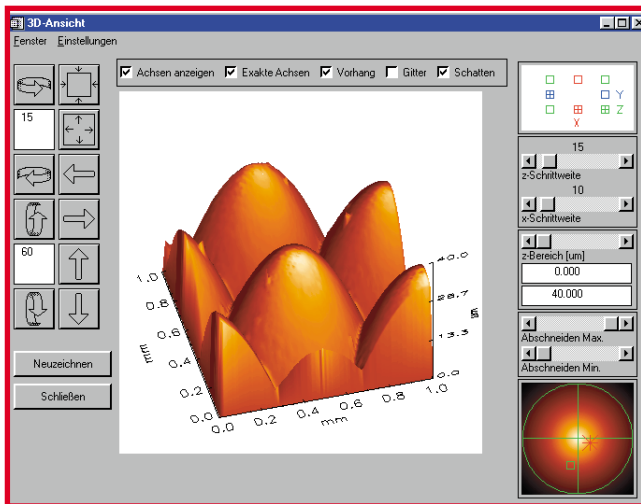 3D-Ansicht
Fenster Einstellungen
Achsen anzeigen Exakte Achsen Vorhang Gitter Schatten
15
60
Neuzeichnen
Schließen
40.0
26.7
13.3
0.0
um
1.0
0.8
0.6
0.4
0.2
0.0
mm
0.0 0.2 0.4 0.6 0.8 1.0
mm
Y
Z
X
15
z-Schrittweite
10
x-Schrittweite
z-Bereich [um]
0.000
40.000
Abschneiden Max.
Abschneiden Min.